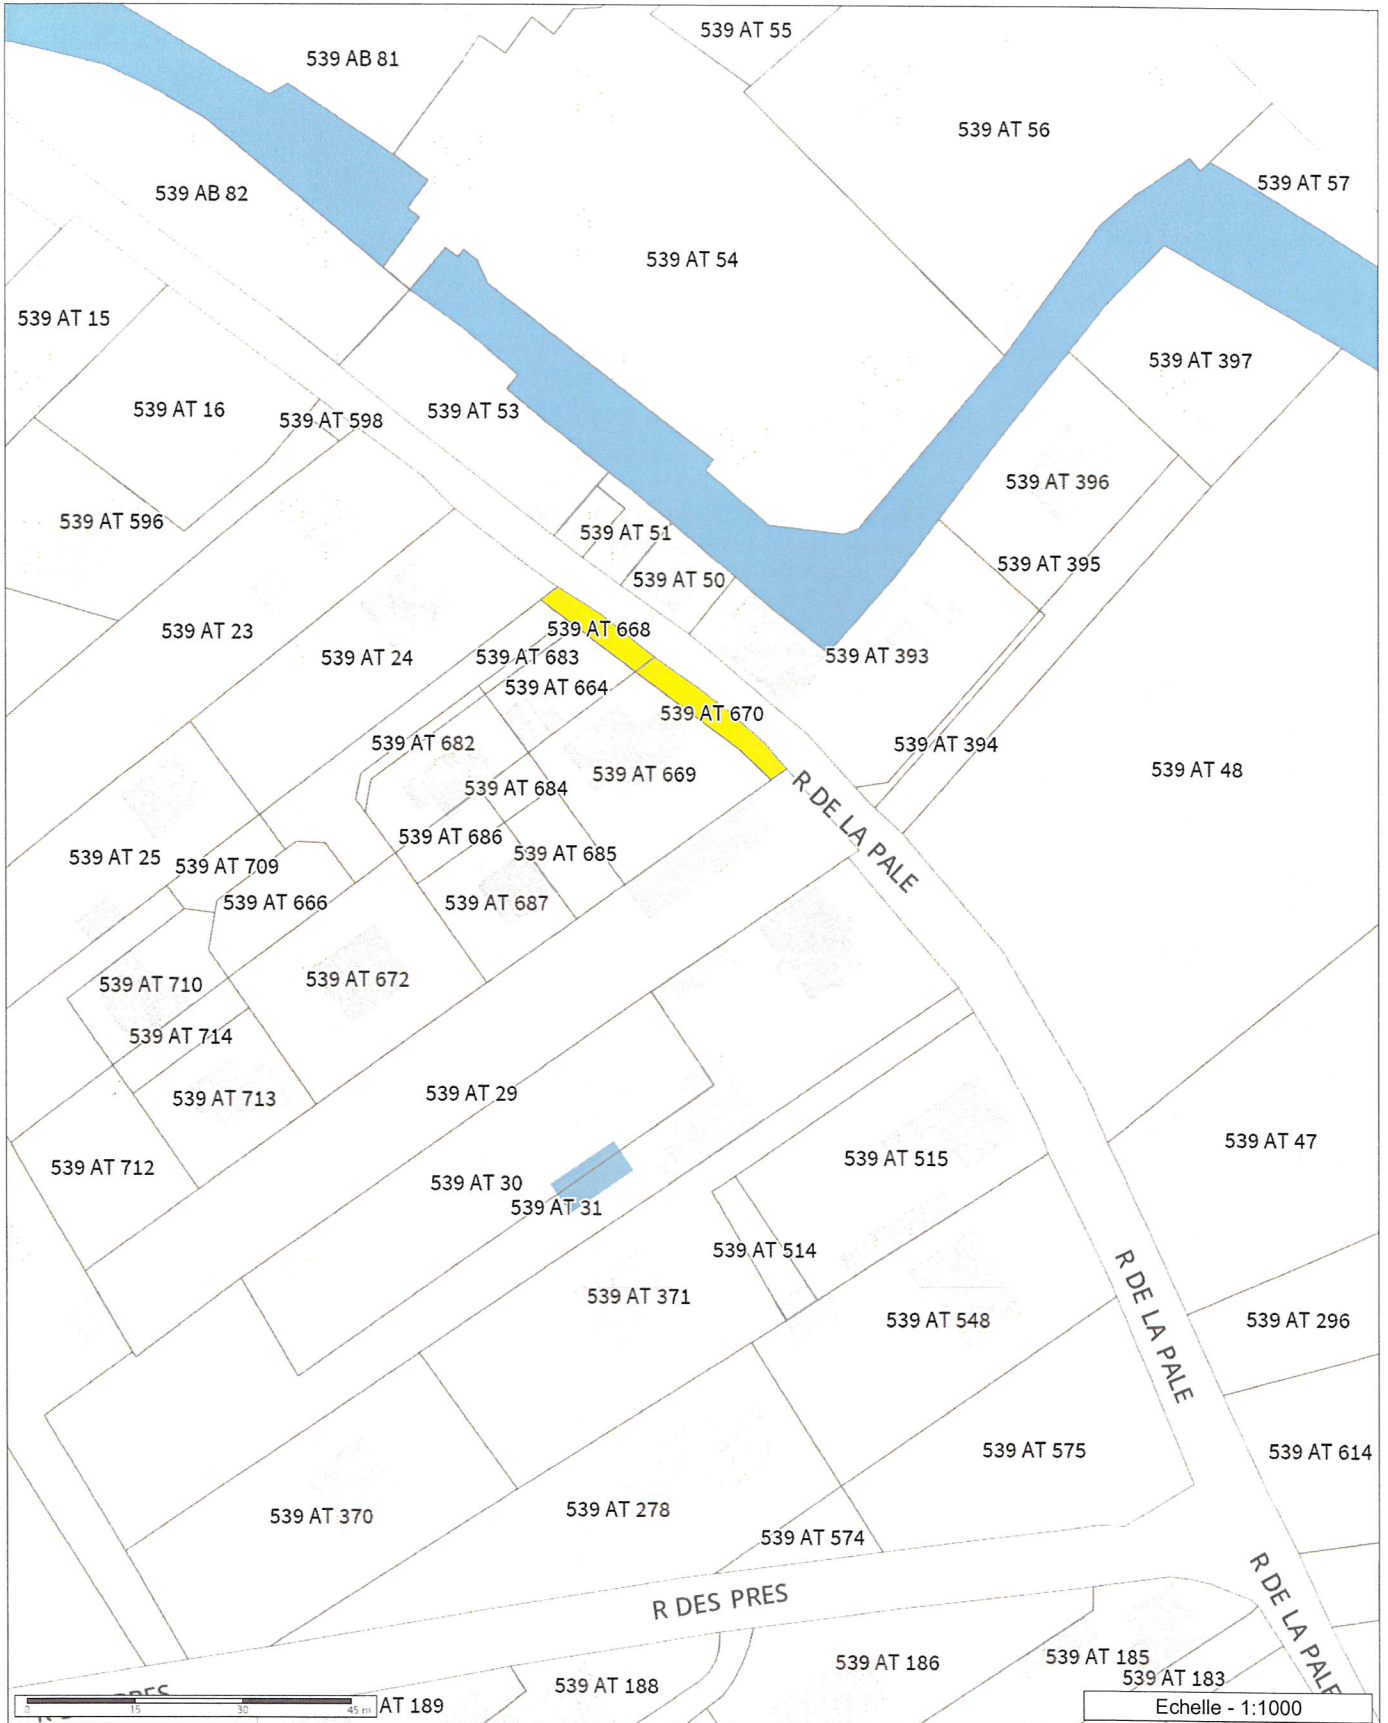 539 AT 55
539 AB 81
539 AT 56
539 AT 57
539 AB 82
539 AT 54
539 AT 15
539 AT 397
539 AT 16
539 AT 53
539 AT 598
539 AT 396
539 AT 596
539 AT 51
539 AT 395
539 AT 50
539 AT 23
539 AT 668
539 AT 24
539 AT 683
539 AT 393
539 AT 664
539 AT 670
539 AT 682
539 AT 394
539 AT 669
539 AT 48
539 AT 684
R DE LA PALE
539 AT 686
539 AT 685
539 AT 25
539 AT 709
539 AT 666
539 AT 687
539 AT 672
539 AT 710
539 AT 714
539 AT 29
539 AT 713
539 AT 47
539 AT 515
539 AT 712
539 AT 30
539 AT 31
539 AT 514
R DE LA PALE
539 AT 371
539 AT 548
539 AT 296
539 AT 575
539 AT 614
539 AT 278
539 AT 370
539 AT 574
R DES PRES
R DE LA PALE
539 AT 186
539 AT 185
539 AT 183
539 AT 188
AT 189
0 15 30 45 m
Echelle - 1:1000